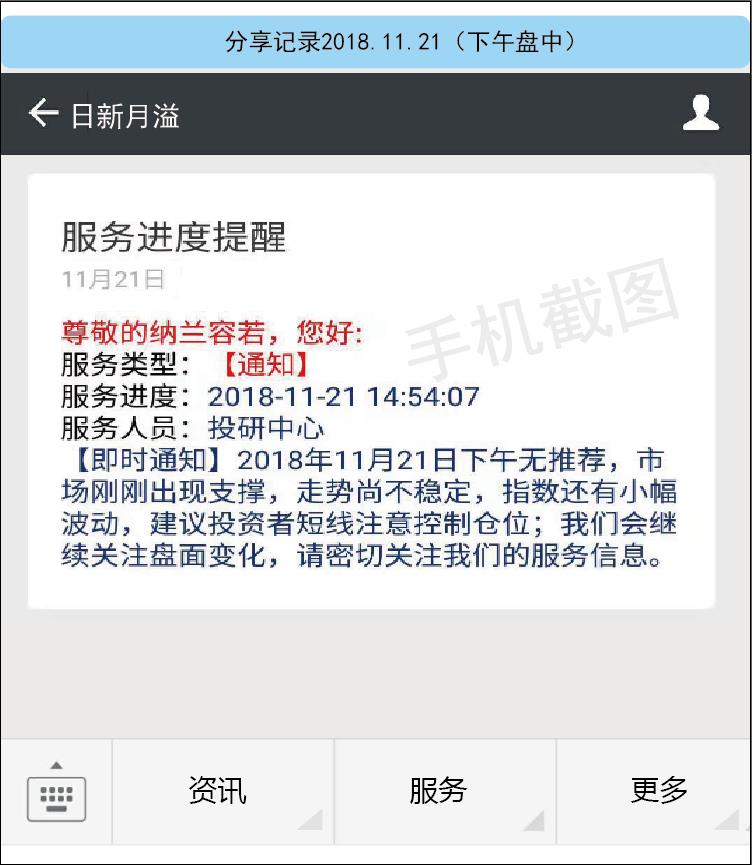 分享记录2018.11.21（下午盘中）
日新月溢
服务进度提醒
11月21日
手机截图
尊敬的纳兰容若，您好:
服务类型：【通知】
服务进度：2018-11-21 14:54:07
服务人员：投研中心
【即时通知】2018年11月21日下午无推荐，市
场刚刚出现支撑，走势尚不稳定，指数还有小幅
波动，建议投资者短线注意控制仓位；我们会继
续关注盘面变化，请密切关注我们的服务信息。
资讯
服务
更多